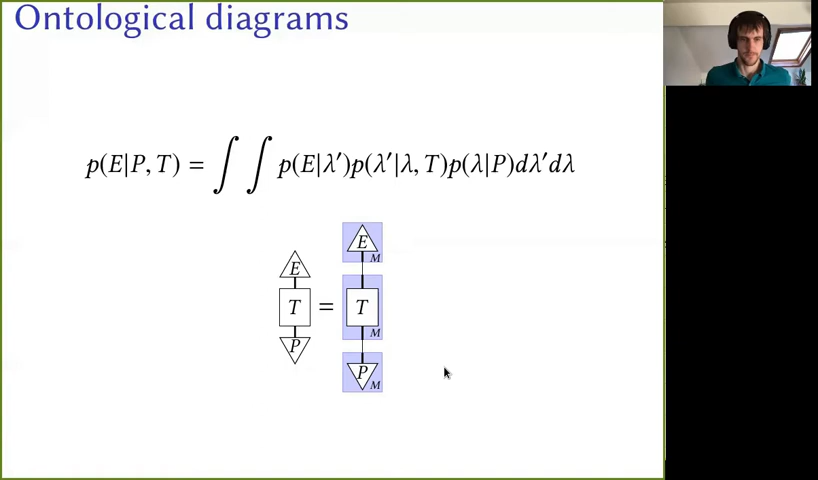 Ontological diagrams
p(E|P, T) = ∫ ∫ p(E|λ′)p(λ′|λ, T)p(λ|P)dλ′dλ
E
T
P
=
E
M
T
M
P
M